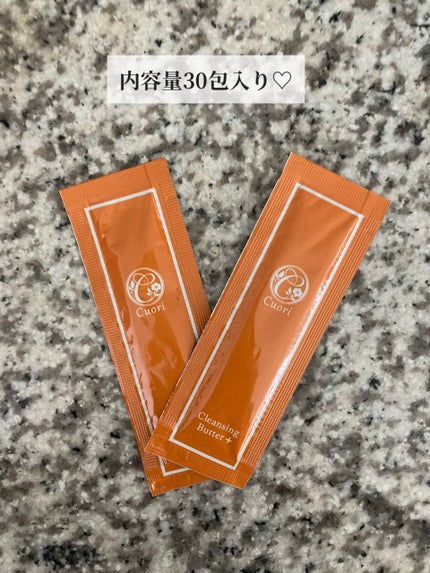 内容量30包入り♡
Cuori
Cuori
Cleansing
Butter+